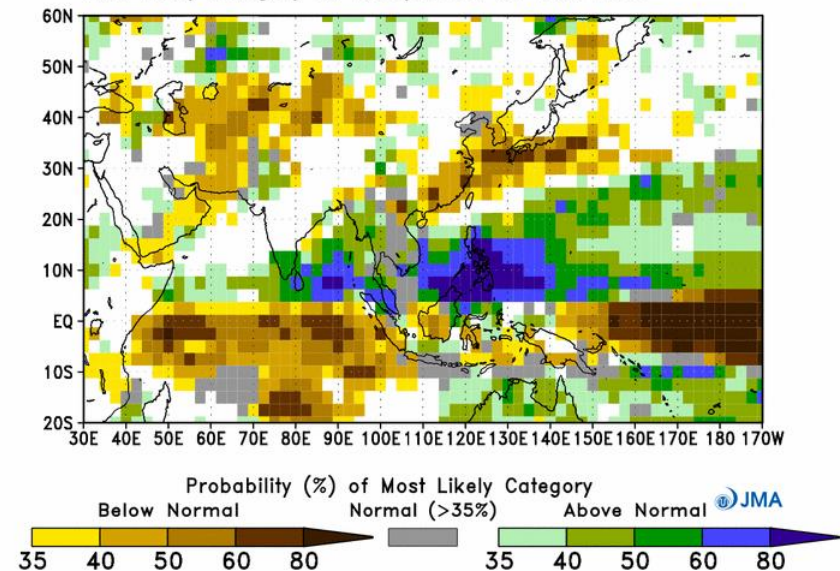 60N
50N
40N
30N
20N
10N
EQ
10S
20S
30E 40E 50E 60E 70E 80E 90E 100E 110E 120E 130E 140E 150E 160E 170E 180 170W
Probability (%) of Most Likely Category
Below Normal Normal (>35%) Above Normal JMA
35 40 50 60 80 35 40 50 60 80